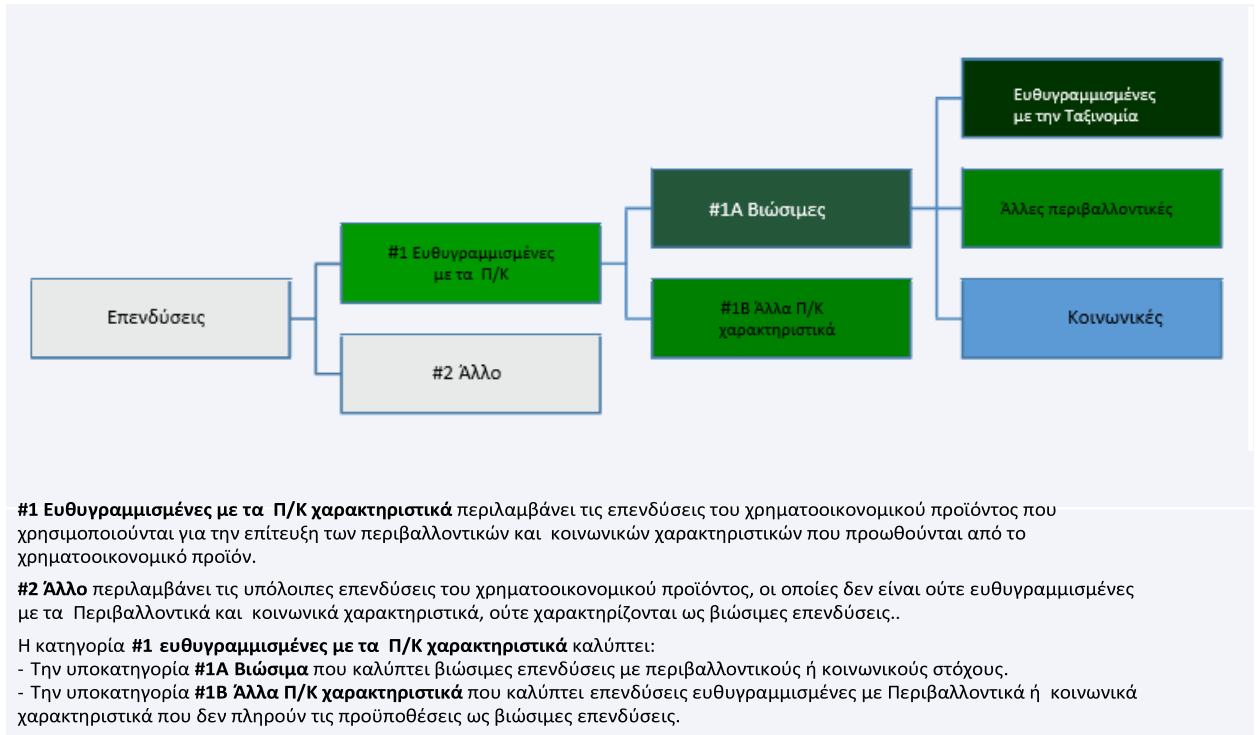 Ευθυγραμμισμένες
με την Ταξινομία
#1A Βιώσιμες
Άλλες περιβαλλοντικές
#1 Ευθυγραμμισμένες
με τα Π/Κ
Επενδύσεις
#1B Άλλα Π/Κ
χαρακτηριστικά
Κοινωνικές
#2 Άλλο
#1 Ευθυγραμμισμένες με τα Π/Κ χαρακτηριστικά περιλαμβάνει τις επενδύσεις του χρηματοοικονομικού προϊόντος που
χρησιμοποιούνται για την επίτευξη των περιβαλλοντικών και κοινωνικών χαρακτηριστικών που προωθούνται από το
χρηματοοικονομικό προϊόν.
#2 Άλλο περιλαμβάνει τις υπόλοιπες επενδύσεις του χρηματοοικονομικού προϊόντος, οι οποίες δεν είναι ούτε ευθυγραμμισμένες
με τα Περιβαλλοντικά και κοινωνικά χαρακτηριστικά, ούτε χαρακτηρίζονται ως βιώσιμες επενδύσεις..
Η κατηγορία #1 ευθυγραμμισμένες με τα Π/Κ χαρακτηριστικά καλύπτει:
- Την υποκατηγορία #1A Βιώσιμα που καλύπτει βιώσιμες επενδύσεις με περιβαλλοντικούς ή κοινωνικούς στόχους.
- Την υποκατηγορία #1B Άλλα Π/Κ χαρακτηριστικά που καλύπτει επενδύσεις ευθυγραμμισμένες με Περιβαλλοντικά ή κοινωνικά
χαρακτηριστικά που δεν πληρούν τις προϋποθέσεις ως βιώσιμες επενδύσεις.